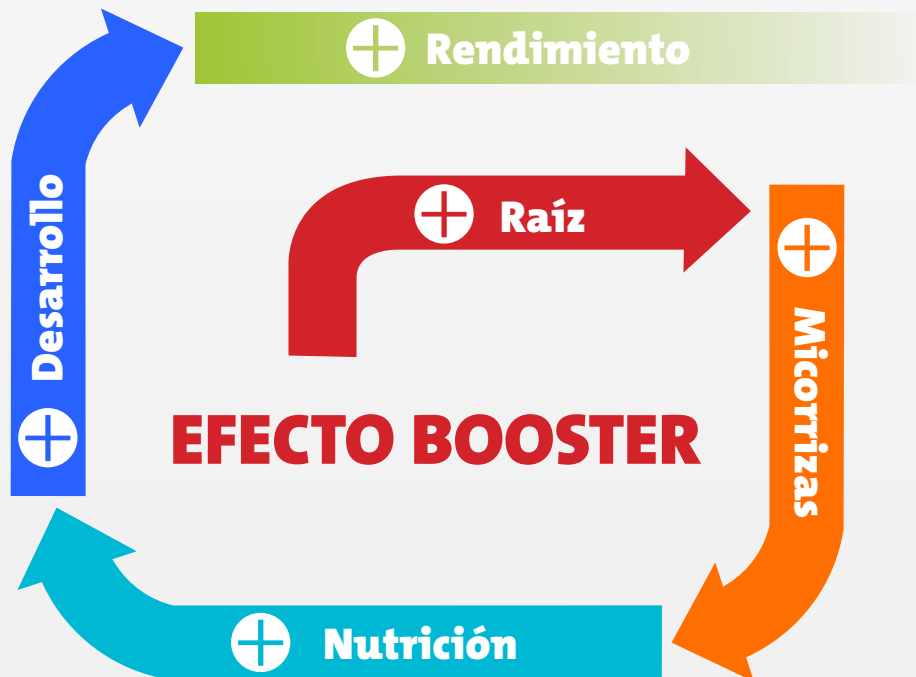 Rendimiento
Raíz
Micorrizas
Desarrollo
EFECTO BOOSTER
Nutrición